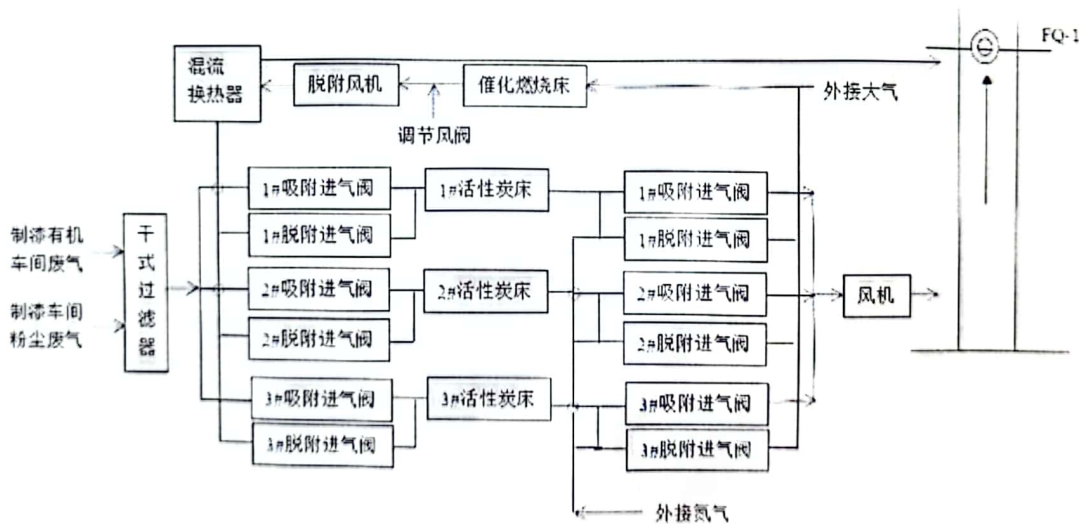 FQ-1
混流
换热器
脱附风机
催化燃烧床
外接大气
调节风阀
1#吸附进气阀
1#活性炭床
1#吸附进气阀
1#脱附进气阀
1#脱附进气阀
制漆有机
车间废气
干式过滤器
2#吸附进气阀
2#活性炭床
2#吸附进气阀
风机
制漆车间
粉尘废气
2#脱附进气阀
2#脱附进气阀
3#吸附进气阀
3#活性炭床
3#吸附进气阀
3#脱附进气阀
3#脱附进气阀
外接氮气